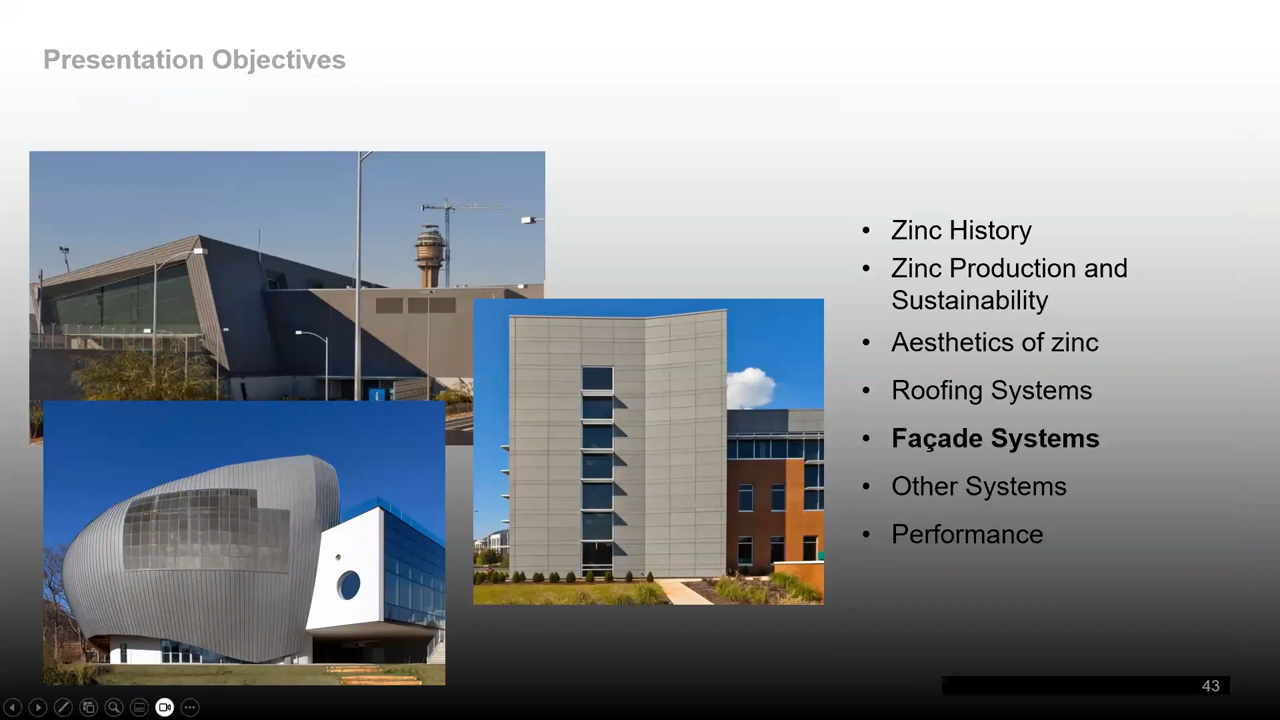 Presentation Objectives
• Zinc History
• Zinc Production and
Sustainability
• Aesthetics of zinc
• Roofing Systems
• Façade Systems
• Other Systems
• Performance
43